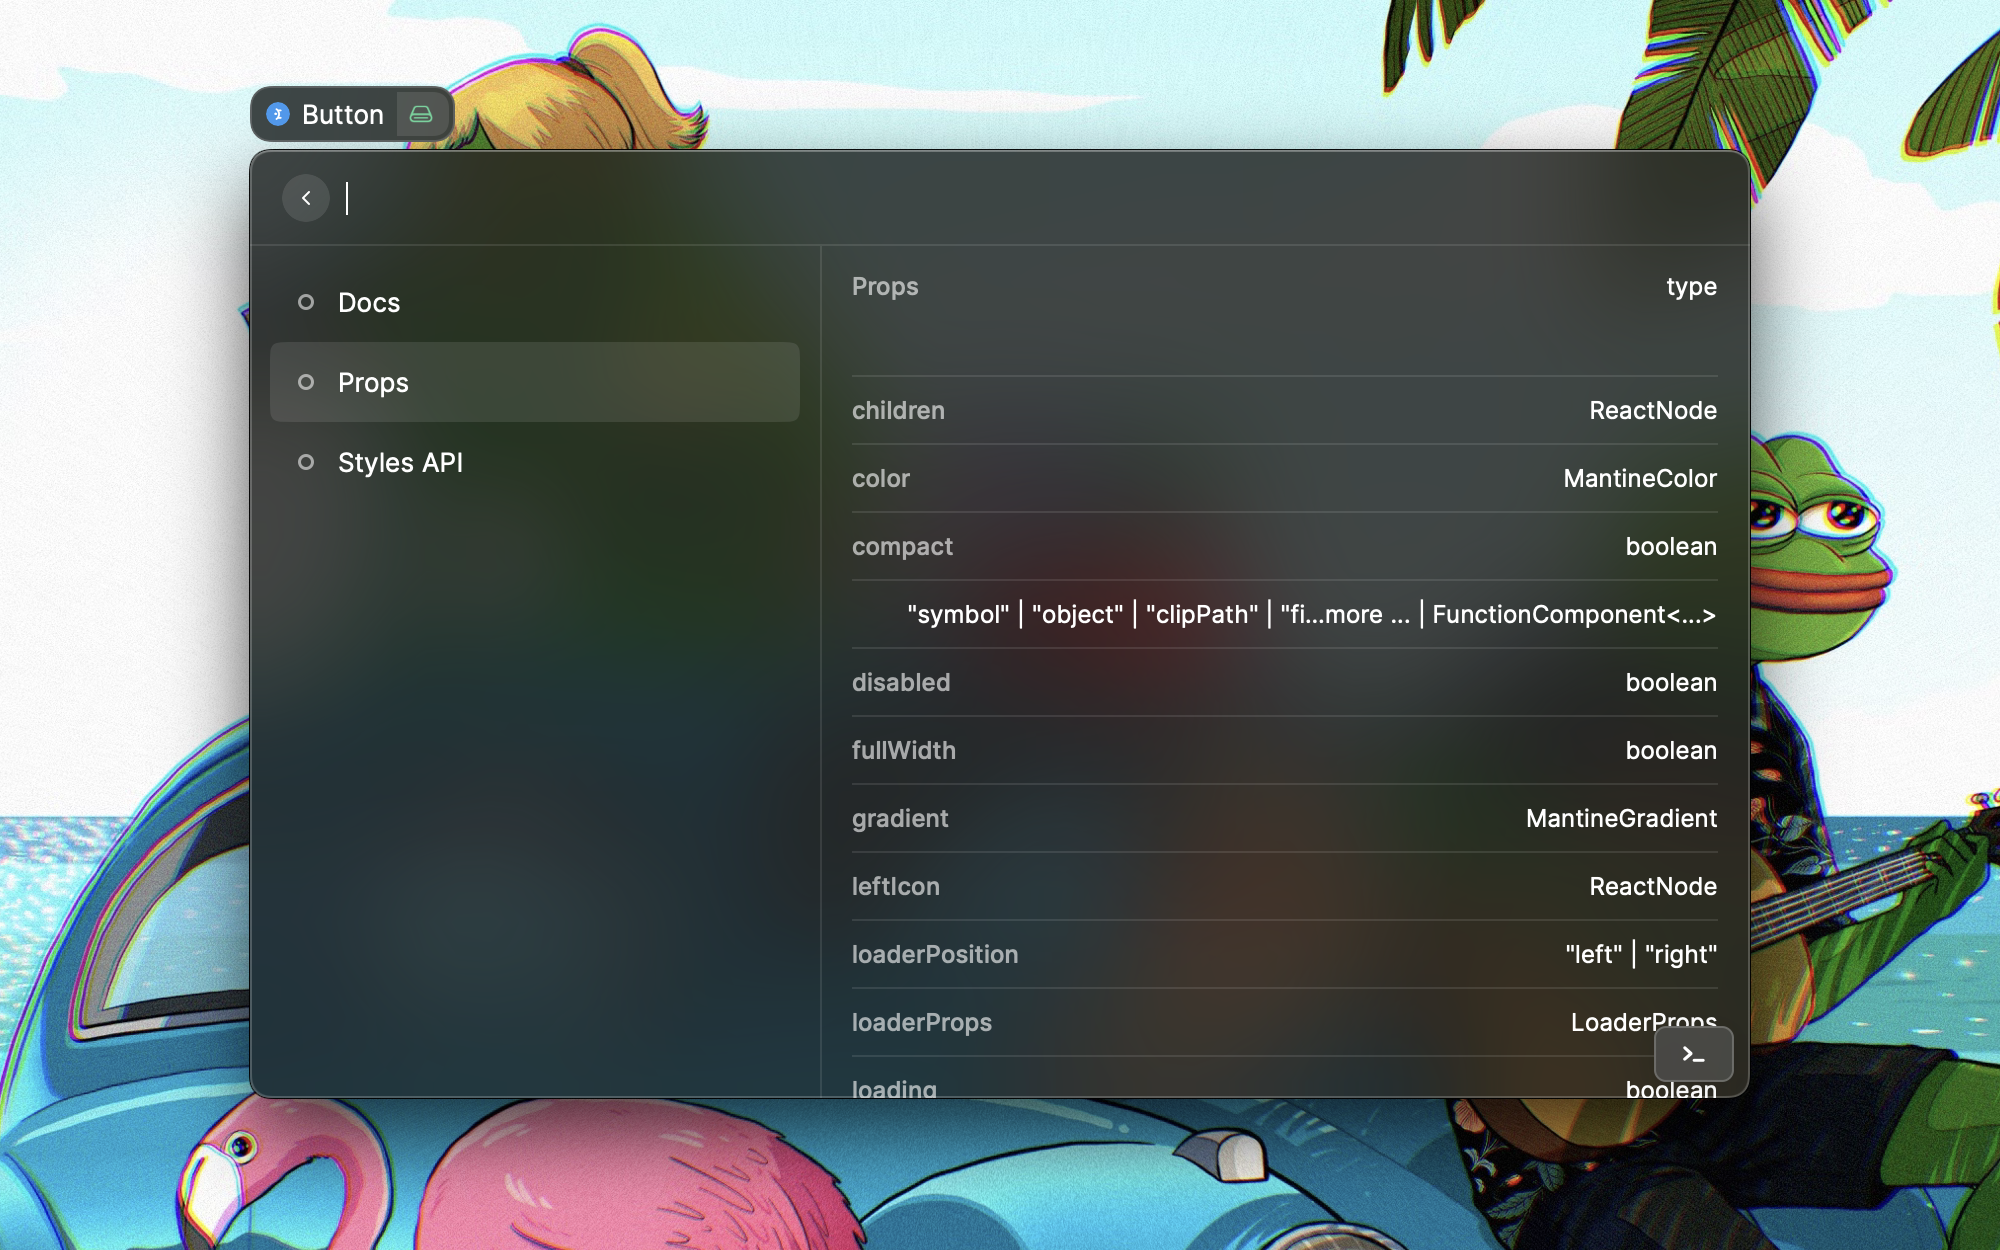 Button
Docs
Props
Styles API
Props type
children ReactNode
color MantineColor
compact boolean
"symbol" | "object" | "clipPath" | "fi...more ... | FunctionComponent<...>
disabled boolean
fullWidth boolean
gradient MantineGradient
leftIcon ReactNode
loaderPosition "left" | "right"
loaderProps LoaderProps
loading boolean